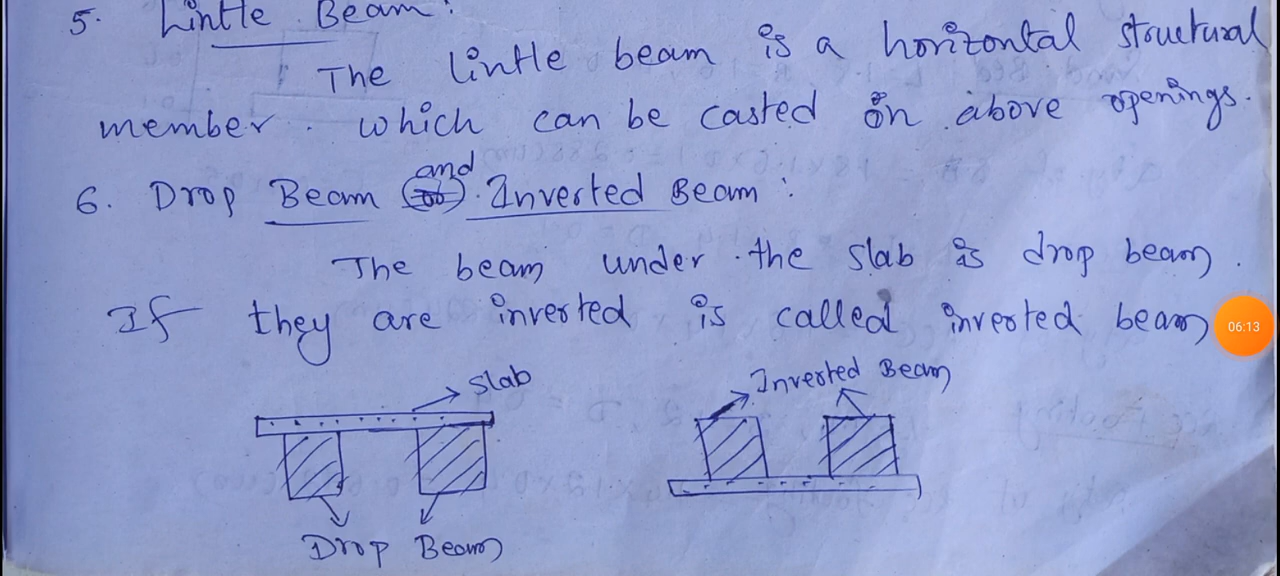 5. Lintle Beam:
The lintle beam is a horizontal structural
member. which can be casted on above openings.
6. Drop Beam and Inverted Beam:
The beam under the slab is drop beam.
If they are inverted is called inverted beam
06:13
Slab
Inverted Beam
Drop Beam